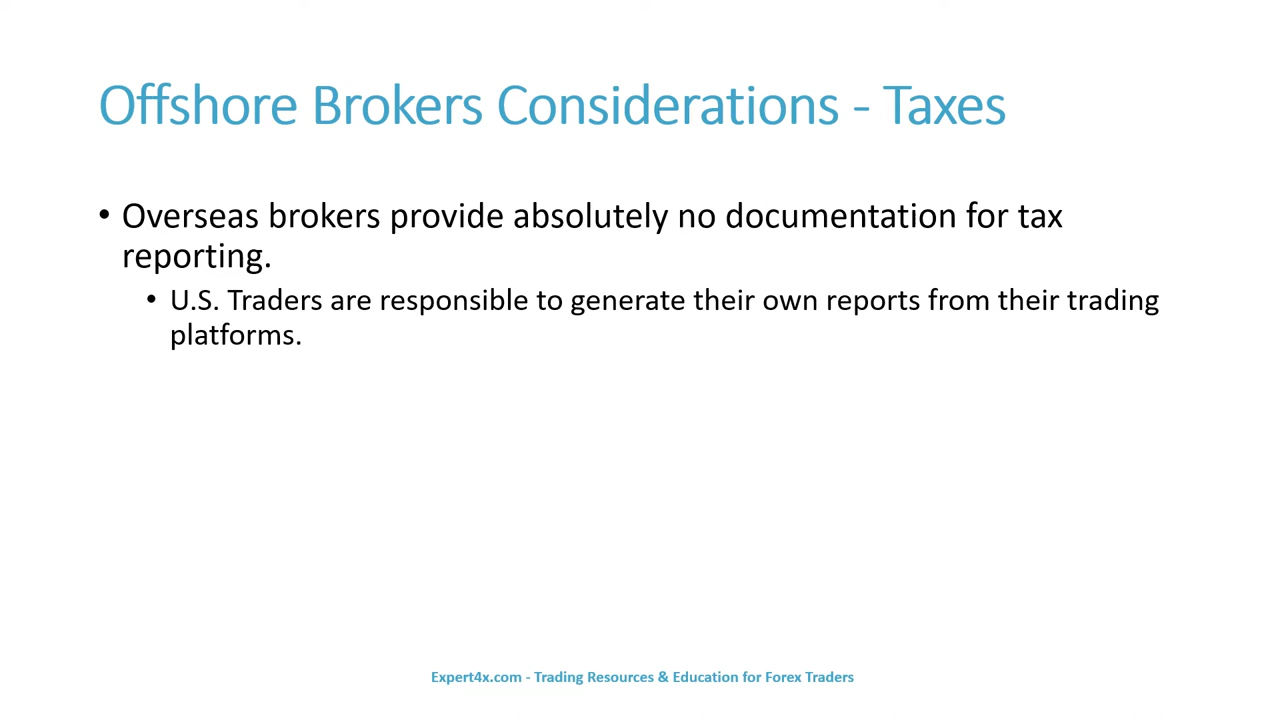 Offshore Brokers Considerations - Taxes
• Overseas brokers provide absolutely no documentation for tax
reporting.
• U.S. Traders are responsible to generate their own reports from their trading
platforms.
Expert4x.com - Trading Resources & Education for Forex Traders